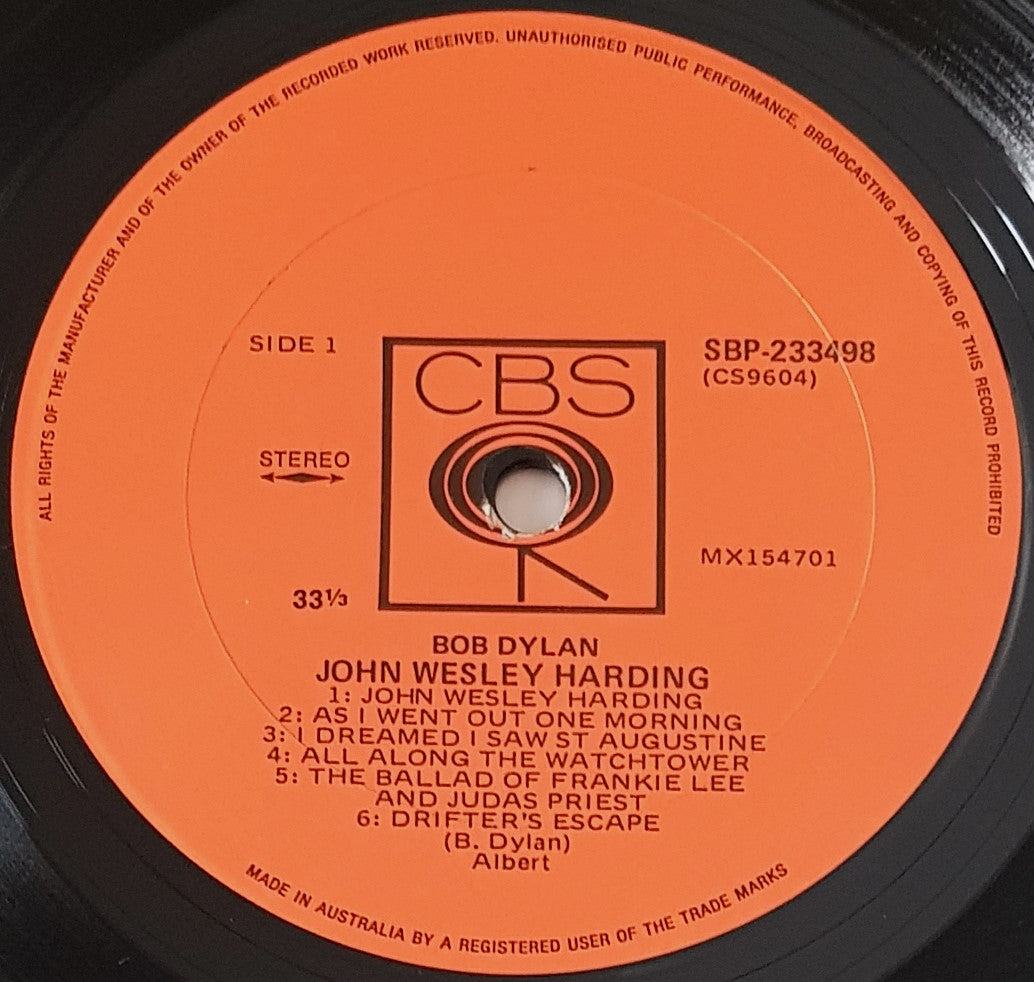 ALL RIGHTS OF THE MANUFACTURER AND OF THE OWNER OF THE RECORDED WORK RESERVED. UNAUTHORISED PUBLIC PERFORMANCE, BROADCASTING AND COPYING OF THIS RECORD PROHIBITED
SIDE 1
CBS
SBP-233498
(CS9604)
STEREO
MX154701
33⅓
BOB DYLAN
JOHN WESLEY HARDING
1: JOHN WESLEY HARDING
2: AS I WENT OUT ONE MORNING
3: I DREAMED I SAW ST AUGUSTINE
4: ALL ALONG THE WATCHTOWER
5: THE BALLAD OF FRANKIE LEE
AND JUDAS PRIEST
6: DRIFTER'S ESCAPE
(B. Dylan)
Albert
MADE IN AUSTRALIA BY A REGISTERED USER OF THE TRADE MARKS